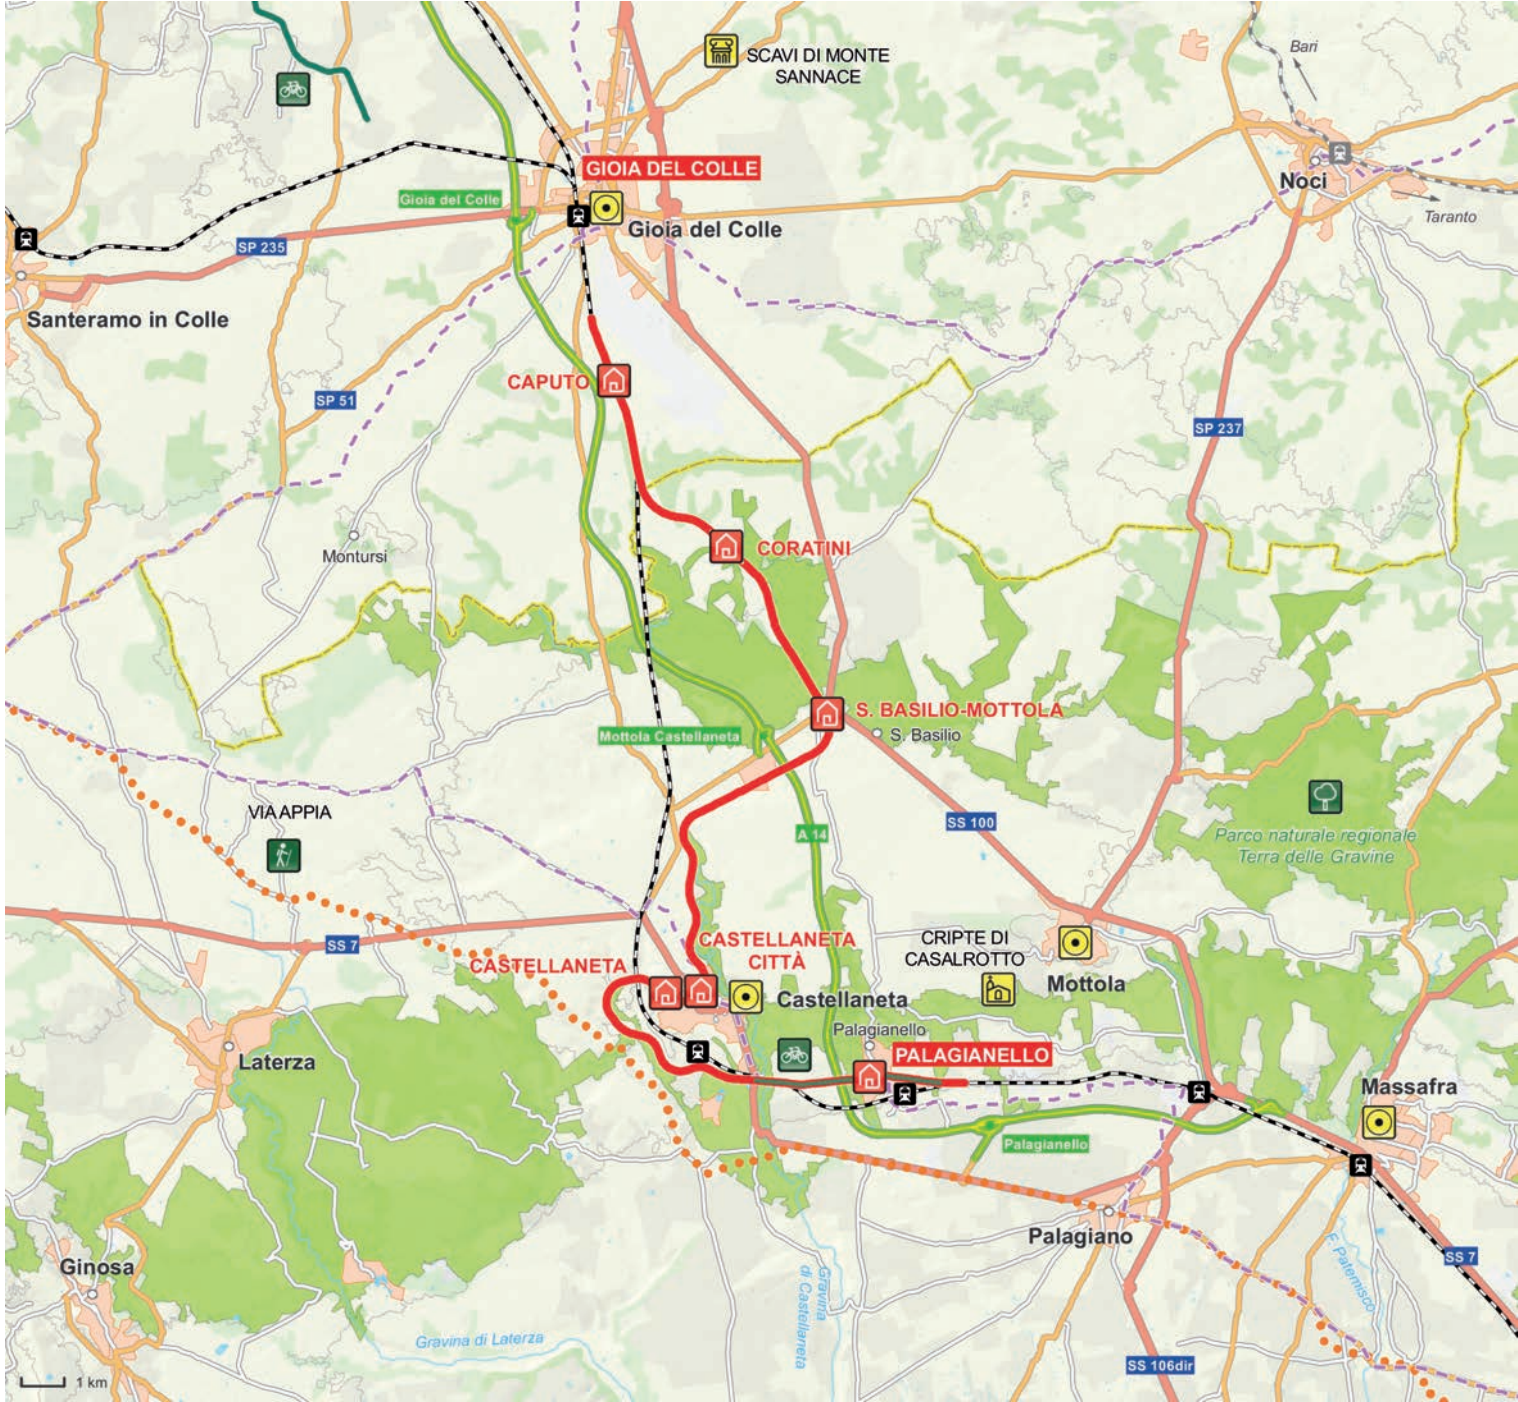 Bari
SCAVI DI MONTE
SANNACE
GIOIA DEL COLLE
Noci
Gioia del Colle
Taranto
Gioia del Colle
SP 235
Santeramo in Colle
CAPUTO
SP 51
SP 237
CORATINI
Montursi
S. BASILIO-MOTTOLA
S. Basilio
Mottola Castellaneta
VIA APPIA
SS 100
A 14
Parco naturale regionale
Terra delle Gravine
SS 7
CASTELLANETA
CITTÀ
CRIPTE DI
CASALROTTO
CASTELLANETA
Mottola
Castellaneta
Palagianello
PALAGIANELLO
Laterza
Massafra
Palagianello
Palagiano
Ginosa
SS 7
F. Patemisco
Gravina
di Castellaneta
Gravina di Laterza
SS 106dir
1 km